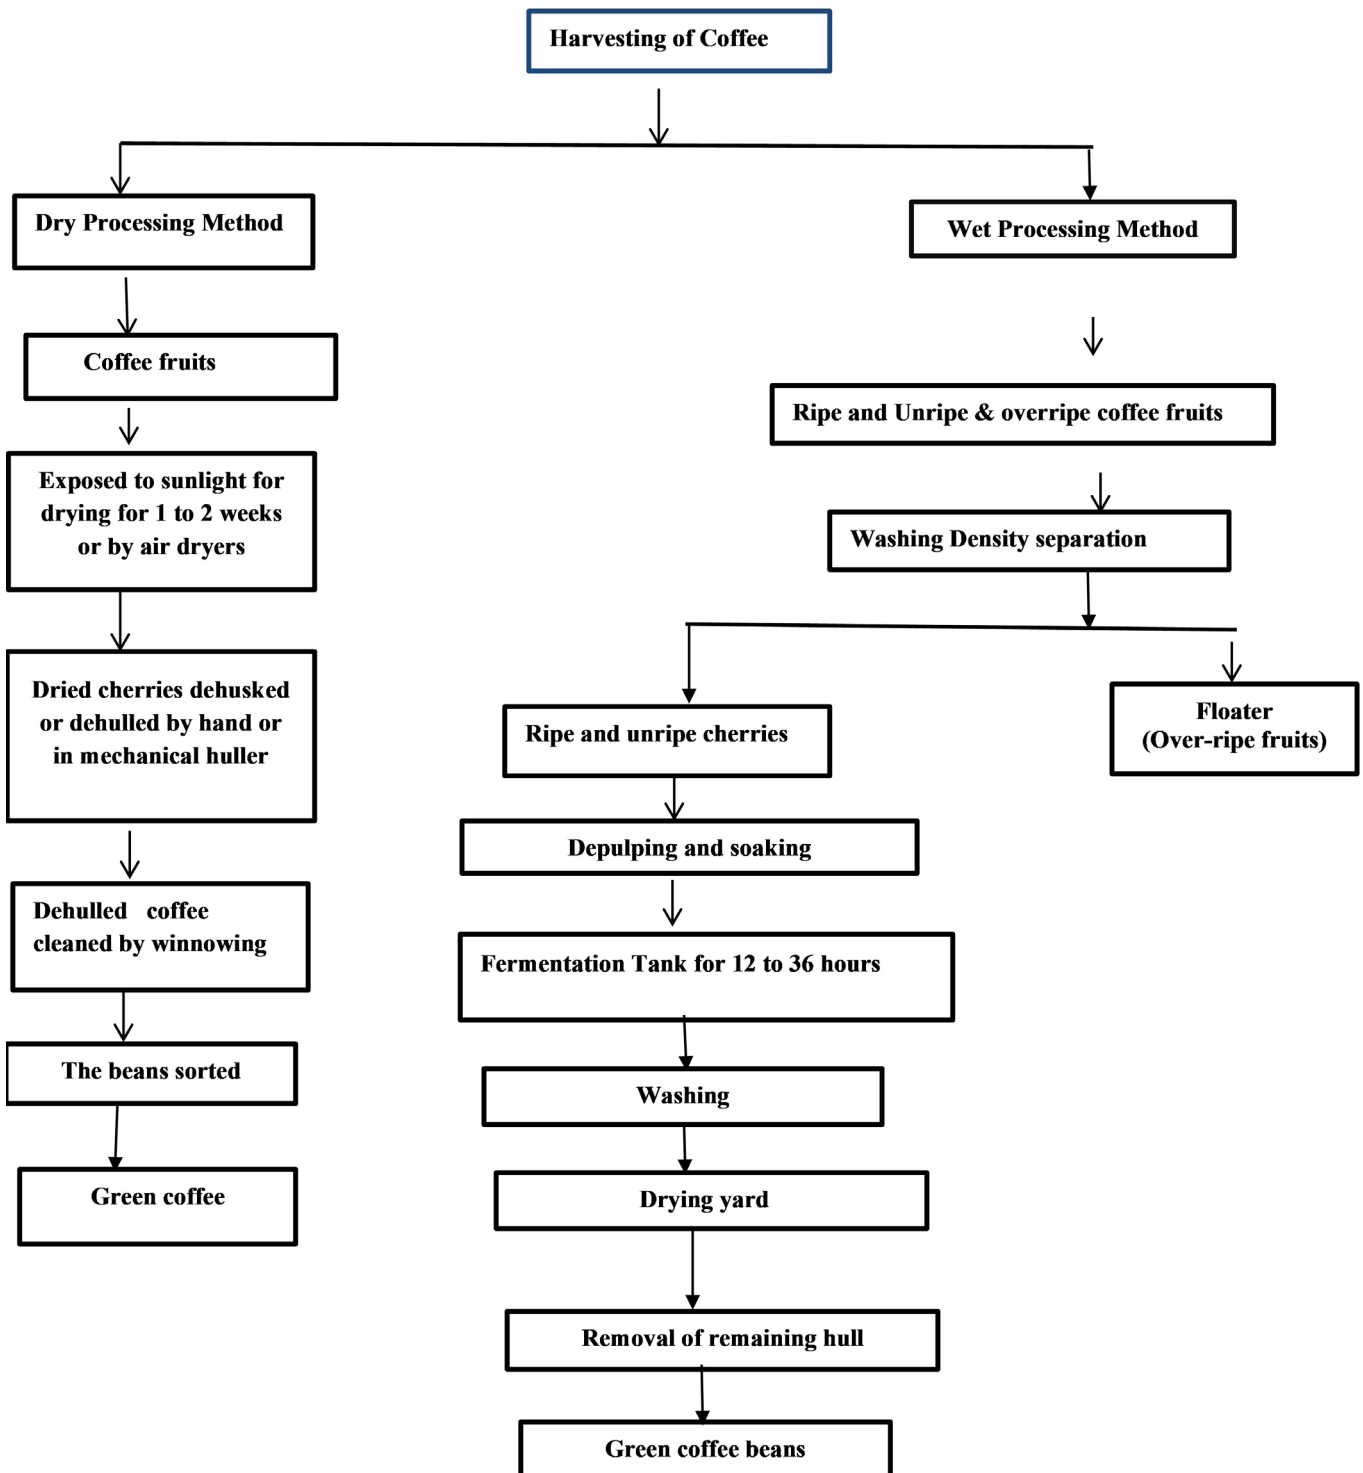 Harvesting of Coffee
Dry Processing Method
Coffee fruits
Exposed to sunlight for
drying for 1 to 2 weeks
or by air dryers
Dried cherries dehusked
or dehulled by hand or
in mechanical huller
Dehulled coffee
cleaned by winnowing
The beans sorted
Green coffee
Wet Processing Method
Ripe and Unripe & overripe coffee fruits
Washing Density separation
Ripe and unripe cherries
Floater
(Over-ripe fruits)
Depulping and soaking
Fermentation Tank for 12 to 36 hours
Washing
Drying yard
Removal of remaining hull
Green coffee beans